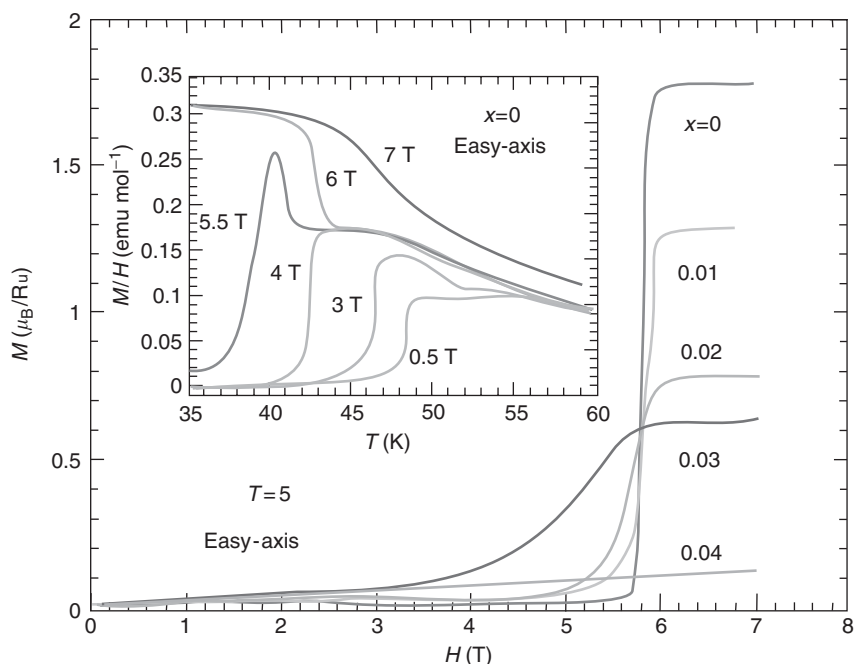 2
1.5
1
0.5
0
0 1 2 3 4 5 6 7 8
M (μB/Ru)
H (T)
x=0
0.01
0.02
0.03
0.04
T=5
Easy-axis
0.35
0.3
0.25
0.2
0.15
0.1
0.05
0
35 40 45 50 55 60
M/H (emu mol−1)
T (K)
x=0
Easy-axis
7 T
6 T
5.5 T
4 T
3 T
0.5 T